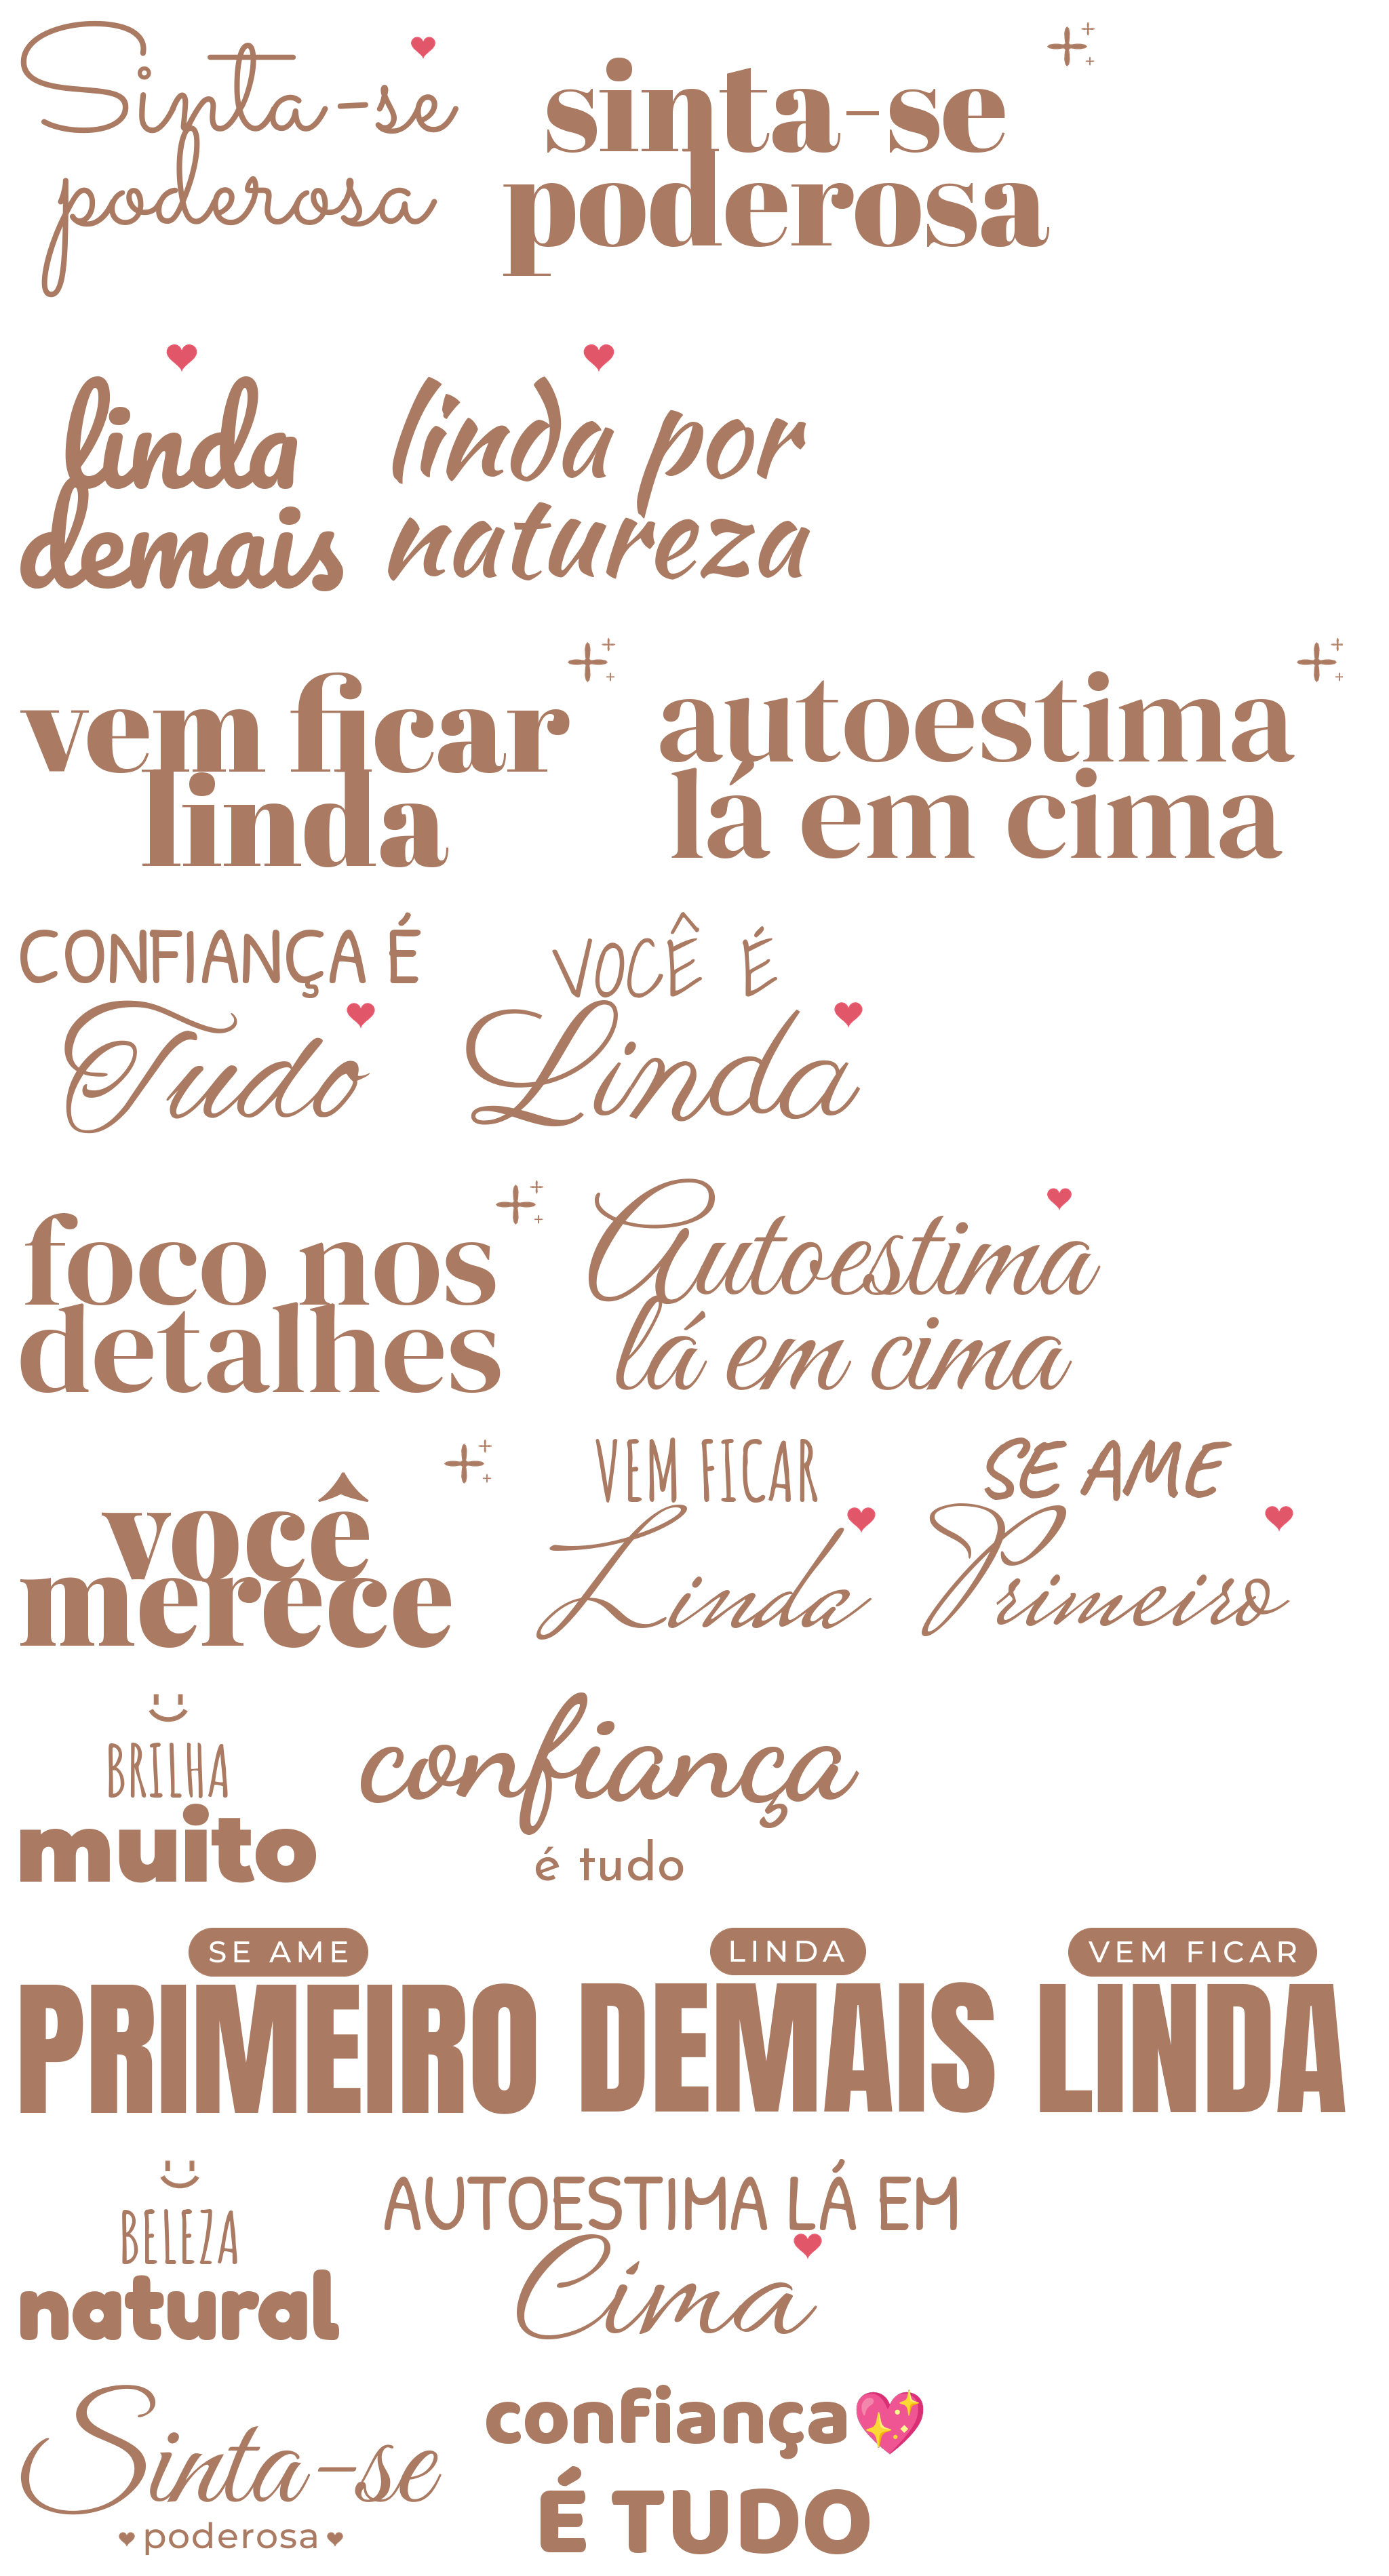 Sinta-se
poderosa
sinta-se
poderosa
linda
demais
linda por
natureza
vem ficar
linda
autoestima
lá em cima
CONFIANÇA É
Tudo
VOCÊ É
Linda
foco nos
detalhes
Autoestima
lá em cima
você
merece
VEM FICAR
Linda
SE AME
Primeiro
BRILHA
muito
confiança
é tudo
SE AME
PRIMEIRO
LINDA
DEMAIS
VEM FICAR
LINDA
BELEZA
natural
AUTOESTIMA LÁ EM
Cima
Sinta-se
poderosa
confiança
É TUDO